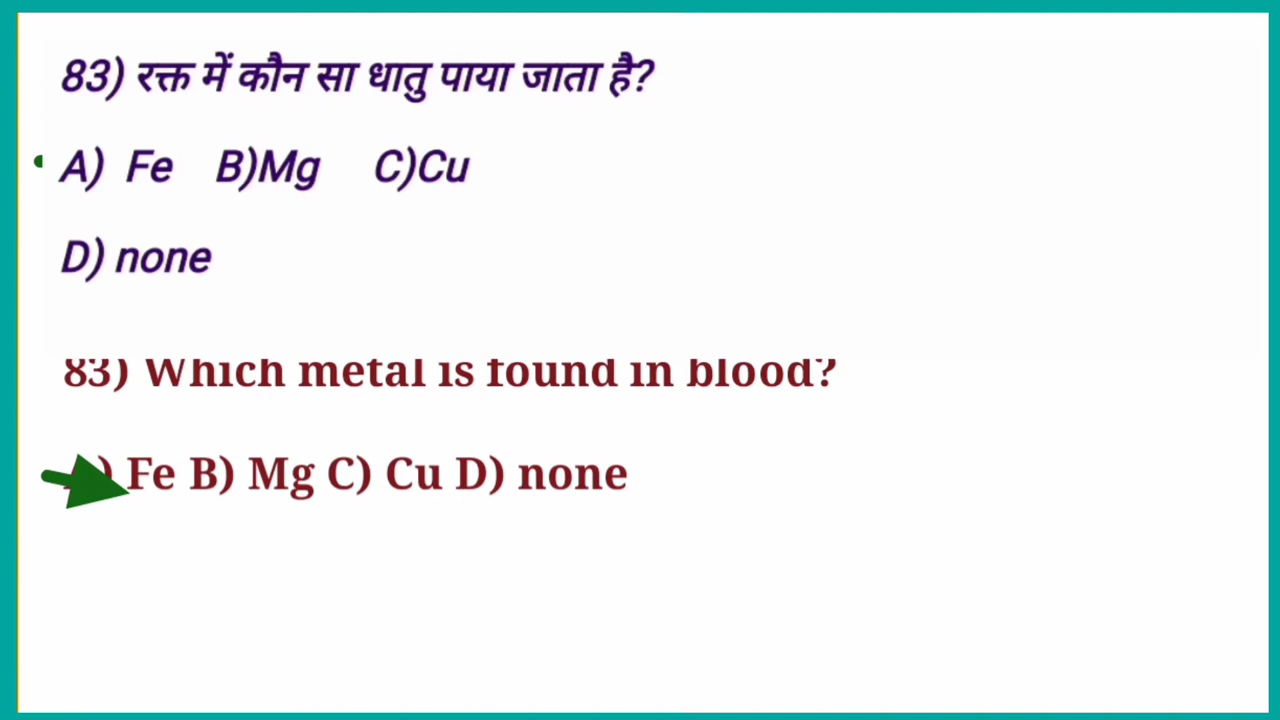 83) रक्त में कौन सा धातु पाया जाता है?
A) Fe B)Mg C)Cu
D) none
83) Which metal is found in blood?
Fe B) Mg C) Cu D) none